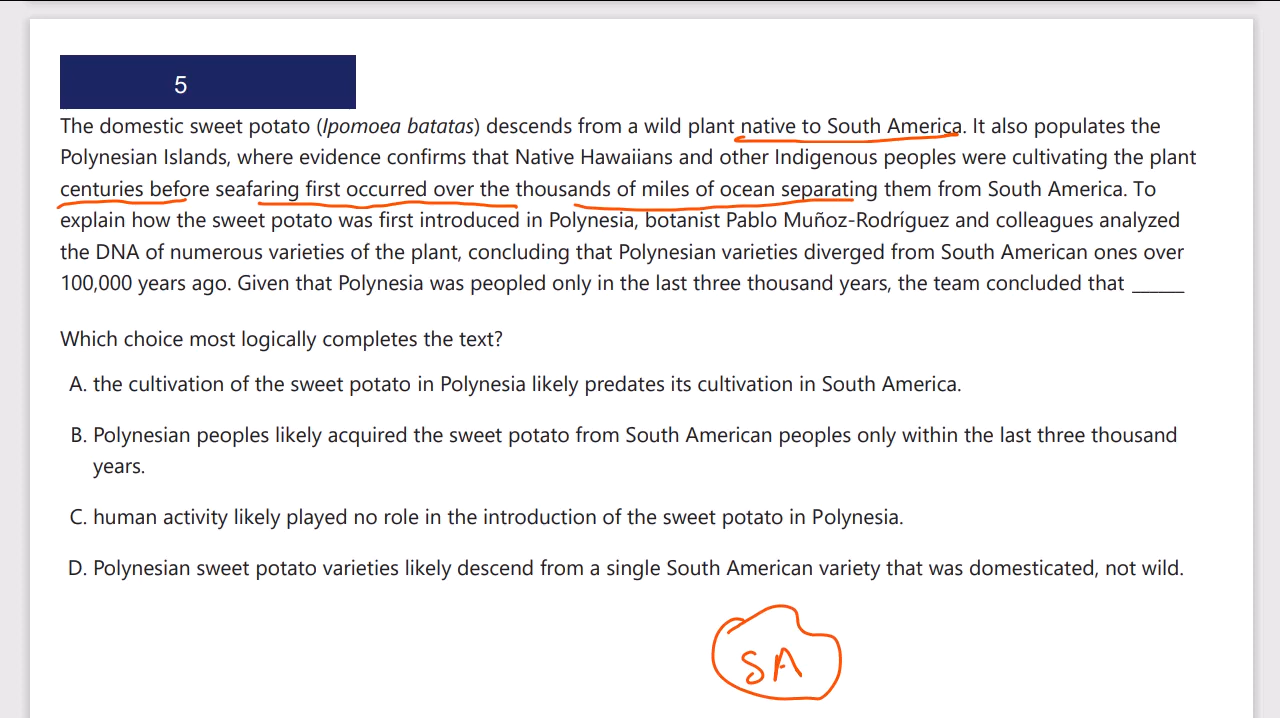 5
The domestic sweet potato (Ipomoea batatas) descends from a wild plant native to South America. It also populates the
Polynesian Islands, where evidence confirms that Native Hawaiians and other Indigenous peoples were cultivating the plant
centuries before seafaring first occurred over the thousands of miles of ocean separating them from South America. To
explain how the sweet potato was first introduced in Polynesia, botanist Pablo Muñoz-Rodríguez and colleagues analyzed
the DNA of numerous varieties of the plant, concluding that Polynesian varieties diverged from South American ones over
100,000 years ago. Given that Polynesia was peopled only in the last three thousand years, the team concluded that ______
Which choice most logically completes the text?
A. the cultivation of the sweet potato in Polynesia likely predates its cultivation in South America.
B. Polynesian peoples likely acquired the sweet potato from South American peoples only within the last three thousand
years.
C. human activity likely played no role in the introduction of the sweet potato in Polynesia.
D. Polynesian sweet potato varieties likely descend from a single South American variety that was domesticated, not wild.
SA